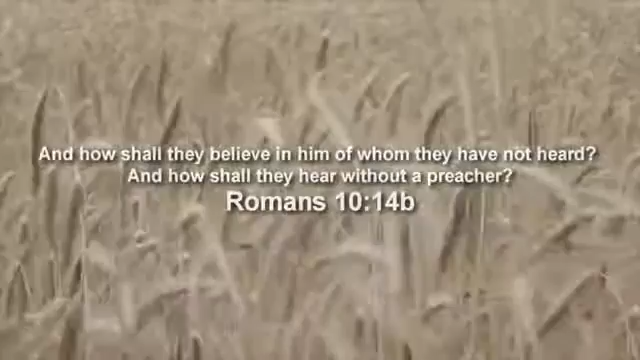 And how shall they believe in him of whom they have not heard?
And how shall they hear without a preacher?
Romans 10:14b